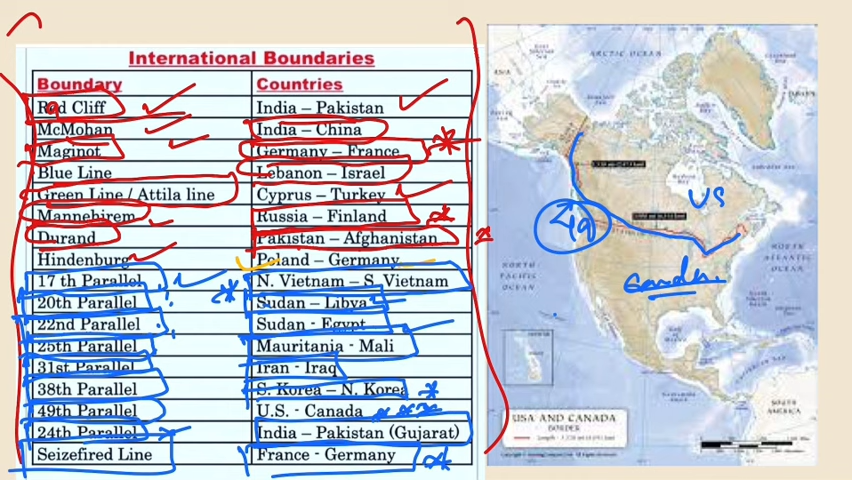 International Boundaries
Boundary Countries
Red Cliff India – Pakistan
McMohan India – China
Maginot Germany – France
Blue Line Lebanon – Israel
Green Line / Attila line Cyprus – Turkey
Mannehirem Russia – Finland
Durand Pakistan – Afghanistan
Hindenburg Poland – Germany
17 th Parallel N. Vietnam – S. Vietnam
20th Parallel Sudan – Libya
22nd Parallel Sudan - Egypt
25th Parallel Mauritania - Mali
31st Parallel Iran - Iraq
38th Parallel S. Korea – N. Korea
49th Parallel U.S. - Canada
24th Parallel India – Pakistan (Gujarat)
Seizefired Line France - Germany
ARCTIC OCEAN
ASIA
US
49
NORTH PACIFIC OCEAN
NORTH ATLANTIC OCEAN
SOUTH AMERICA
USA AND CANADA
BORDER